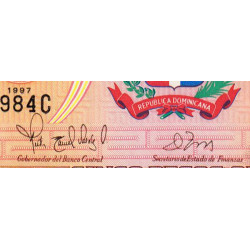 1997
984C
REPUBLICA DOMINICANA
Gobernador del Banco Central
Secretario de Estado de Finanzas